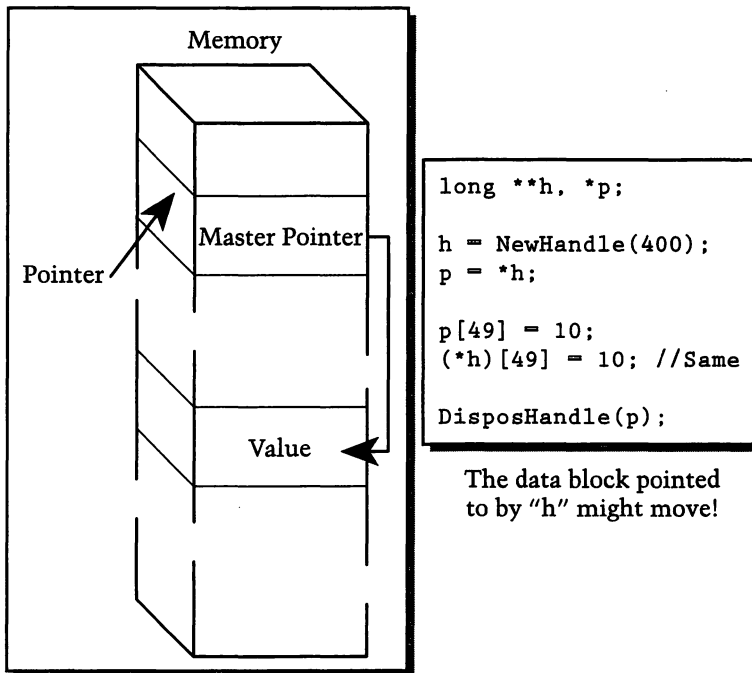 Memory
Master Pointer
Pointer
Value
long **h, *p;
h = NewHandle(400);
p = *h;
p[49] = 10;
(*h)[49] = 10; //Same
DisposHandle(p);
The data block pointed
to by “h” might move!